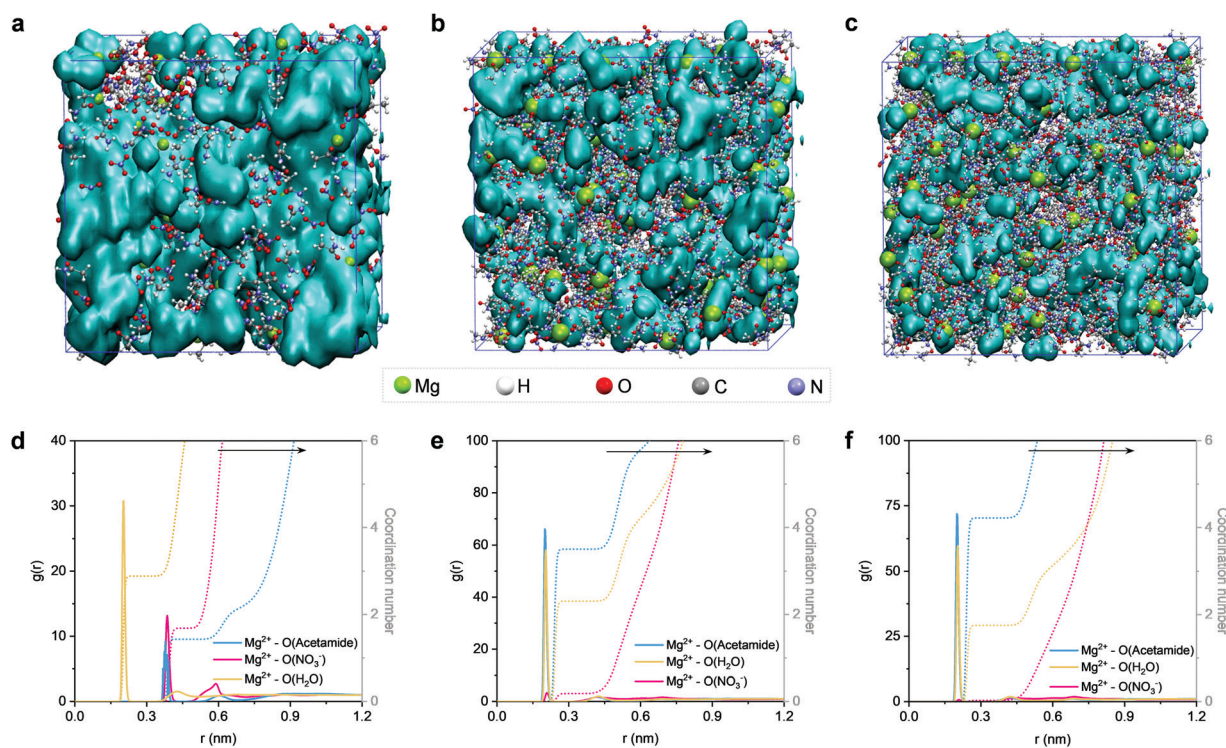 a
b
c
Mg H O C N
d
40
30
20
10
0
g(r)
6
4
2
0
Coordination number
Mg²⁺ - O(Acetamide)
Mg²⁺ - O(NO₃⁻)
Mg²⁺ - O(H₂O)
0.0 0.3 0.6 0.9 1.2
r (nm)
e
100
80
60
40
20
0
g(r)
6
4
2
0
Coordination number
Mg²⁺ - O(Acetamide)
Mg²⁺ - O(H₂O)
Mg²⁺ - O(NO₃⁻)
0.0 0.3 0.6 0.9 1.2
r (nm)
f
100
75
50
25
0
g(r)
6
4
2
0
Coordination number
Mg²⁺ - O(Acetamide)
Mg²⁺ - O(H₂O)
Mg²⁺ - O(NO₃⁻)
0.0 0.3 0.6 0.9 1.2
r (nm)